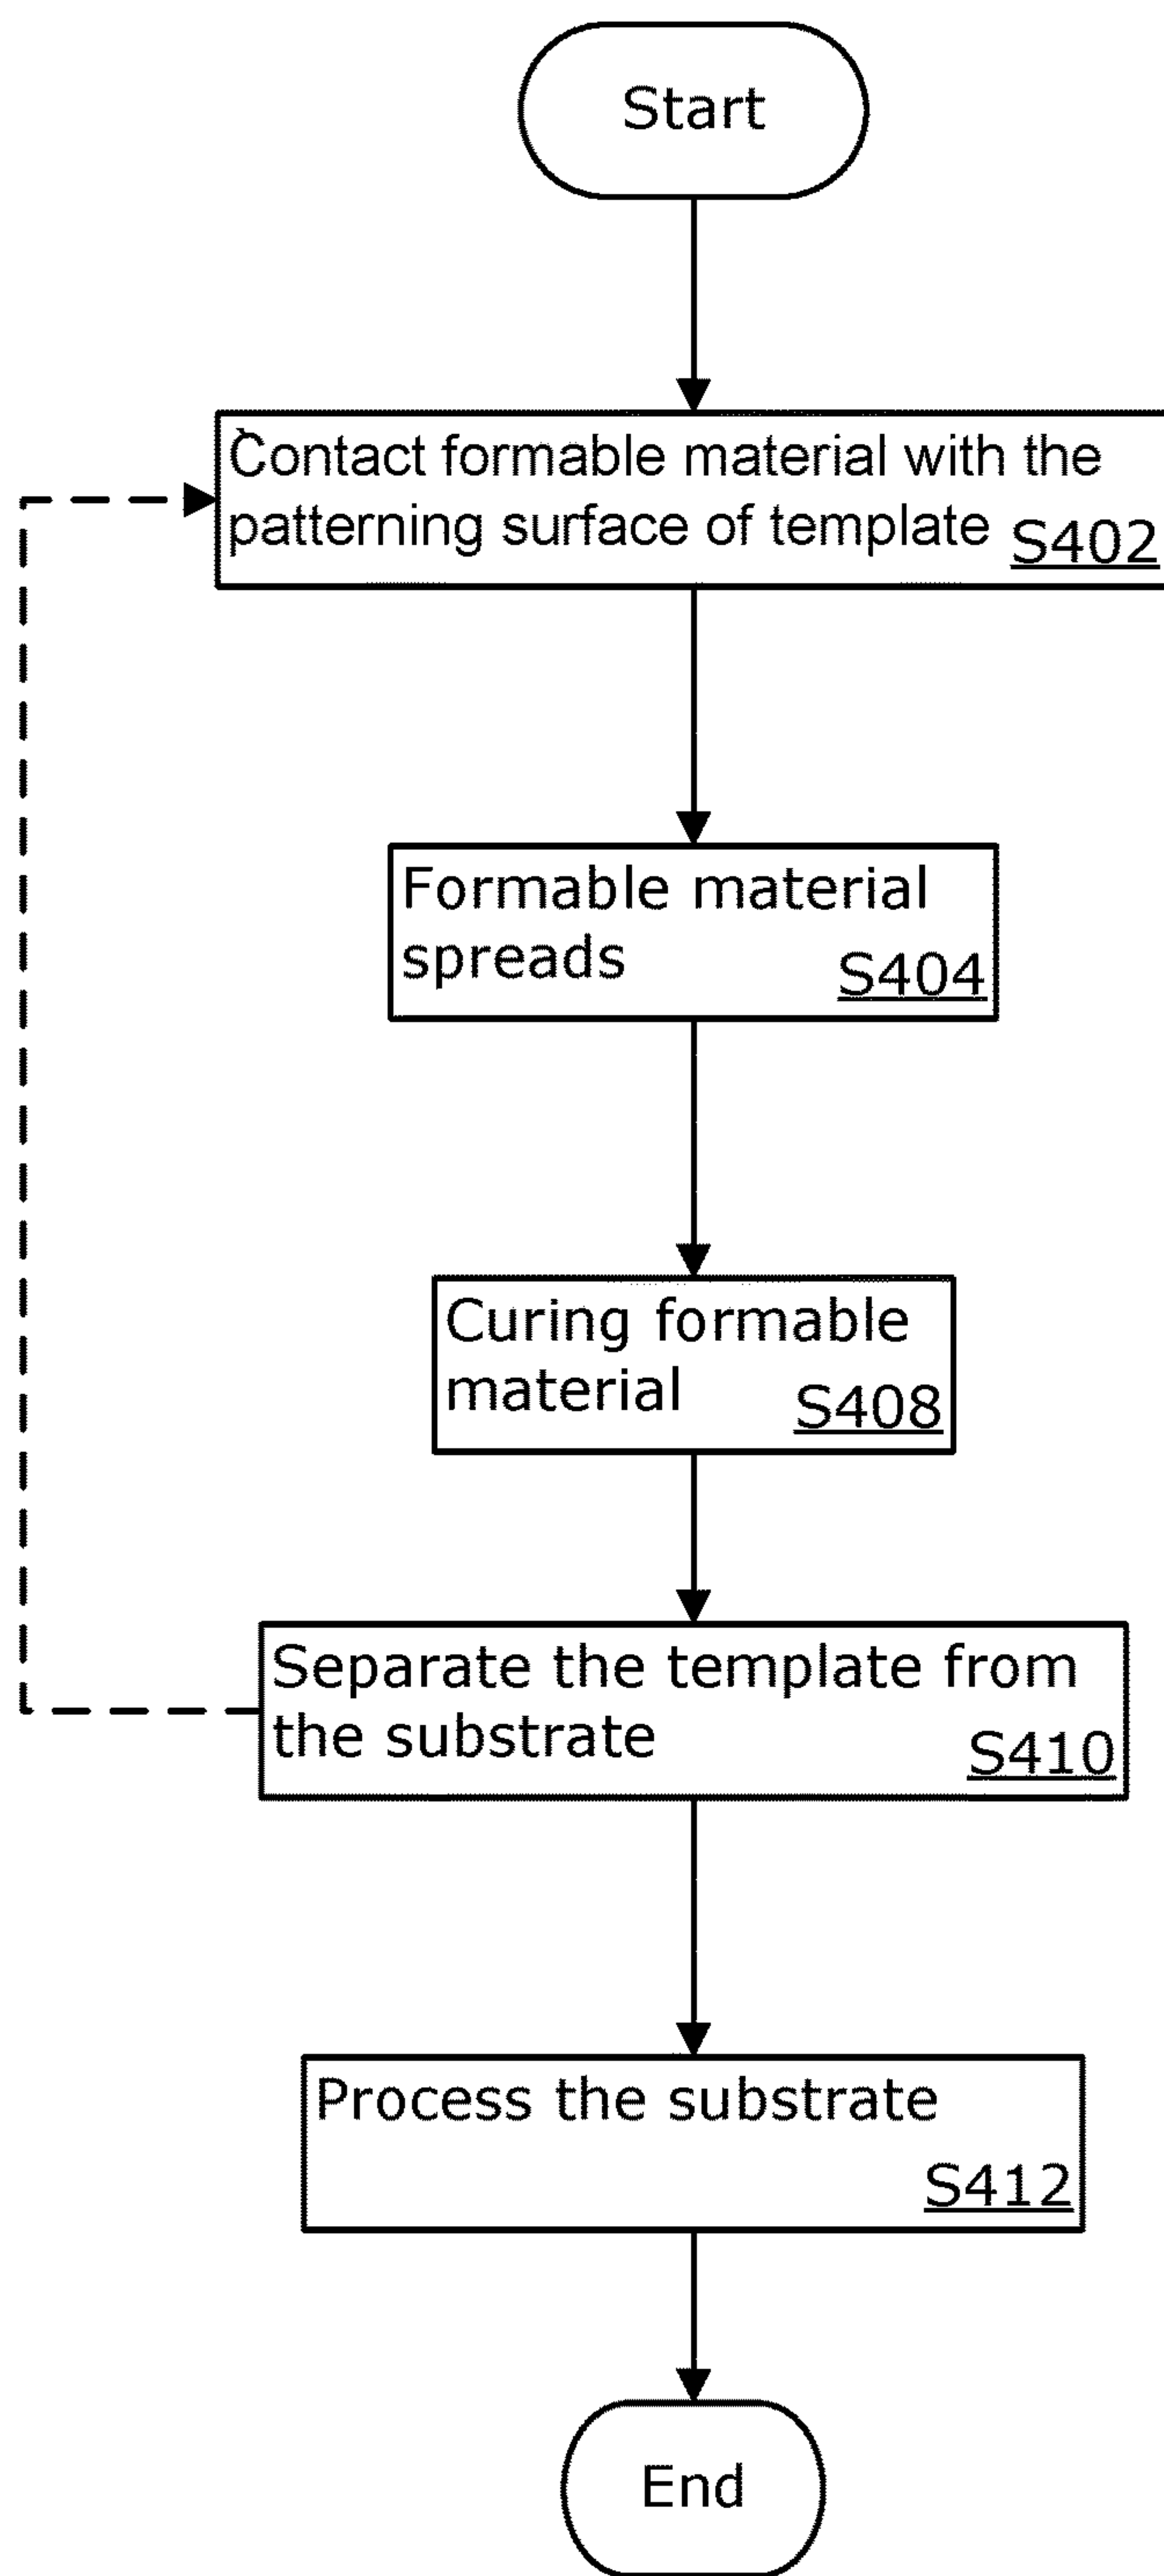 Start
Contact formable material with the
patterning surface of template S402
Formable material
spreads
S404
Curing formable
material
S408
Separate the template from
the substrate
S410
Process the substrate
S412
End